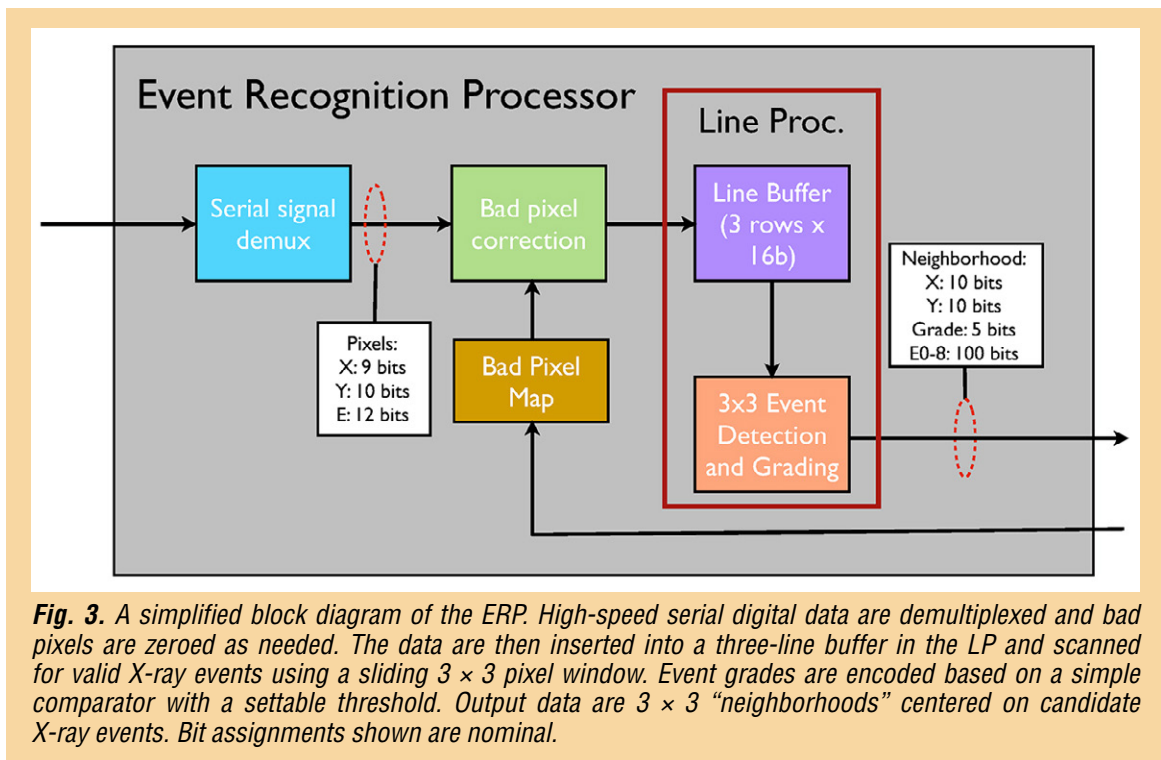 Event Recognition Processor
Line Proc.
Serial signal
demux
Bad pixel
correction
Line Buffer
(3 rows x
16b)
Neighborhood:
X: 10 bits
Y: 10 bits
Grade: 5 bits
E0-8: 100 bits
Pixels:
X: 9 bits
Y: 10 bits
E: 12 bits
Bad Pixel
Map
3x3 Event
Detection
and Grading
Fig. 3. A simplified block diagram of the ERP. High-speed serial digital data are demultiplexed and bad
pixels are zeroed as needed. The data are then inserted into a three-line buffer in the LP and scanned
for valid X-ray events using a sliding 3 × 3 pixel window. Event grades are encoded based on a simple
comparator with a settable threshold. Output data are 3 × 3 “neighborhoods” centered on candidate
X-ray events. Bit assignments shown are nominal.